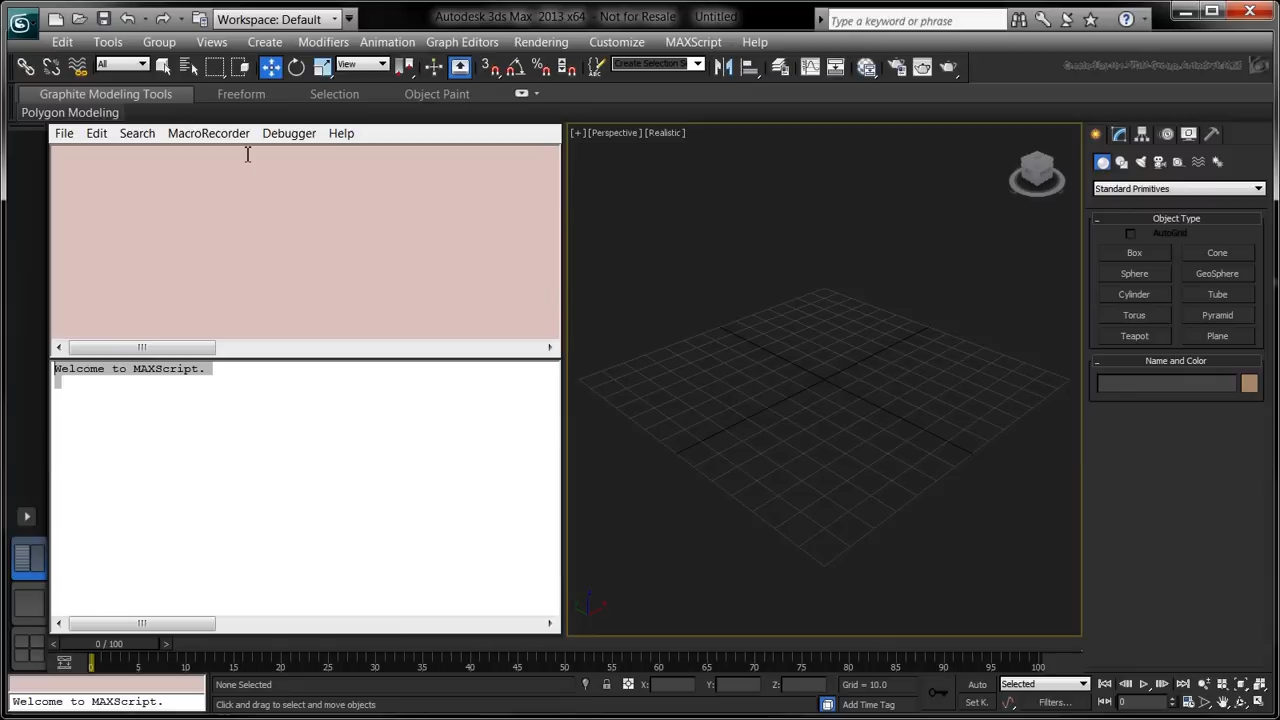 Workspace: Default
Autodesk 3ds Max 2013 x64 - Not for Resale Untitled
Type a keyword or phrase
Edit Tools Group Views Create Modifiers Animation Graph Editors Rendering Customize MAXScript Help
All
View
Create Selection S
Graphite Modeling Tools Freeform Selection Object Paint
Polygon Modeling
File Edit Search MacroRecorder Debugger Help
Welcome to MAXScript.
[+] [Perspective] [Realistic]
Standard Primitives
Object Type
AutoGrid
Box Cone
Sphere GeoSphere
Cylinder Tube
Torus Pyramid
Teapot Plane
Name and Color
0 / 100
0 5 10 15 20 25 30 35 40 45 50 55 60 65 70 75 80 85 90 95 100
Welcome to MAXScript.
None Selected
X: Y: Z: Grid = 10.0
Auto Selected
Click and drag to select and move objects
Add Time Tag
Set K. Filters... 0